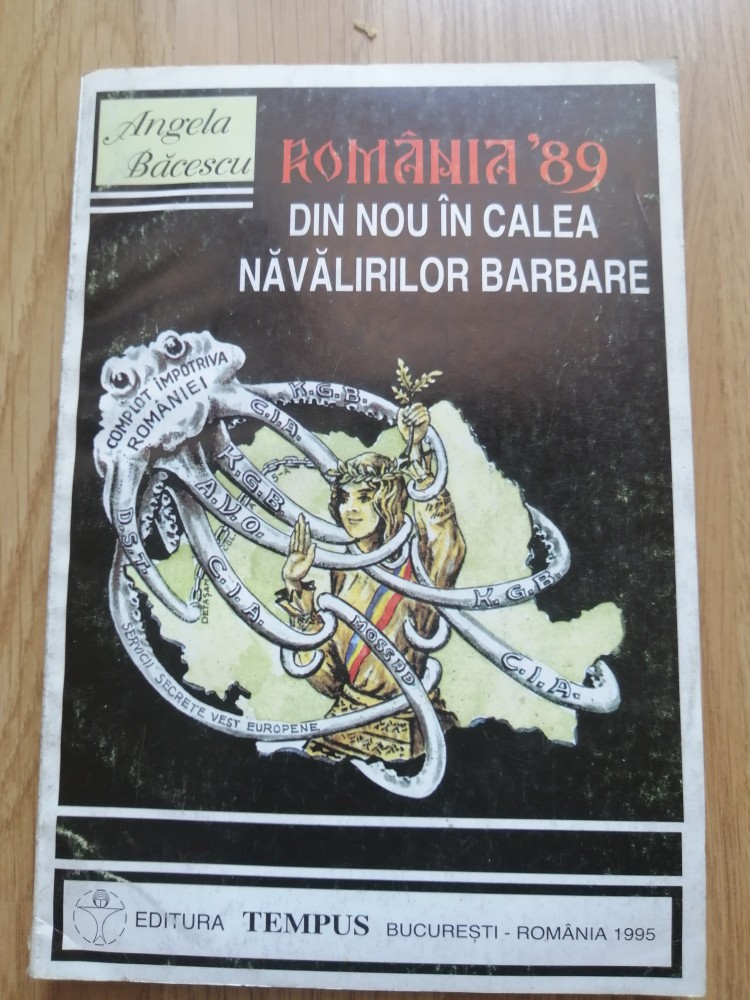 Angela
Băcescu
ROMÂNIA '89
DIN NOU ÎN CALEA
NĂVĂLIRILOR BARBARE
COMPLOT ÎMPOTRIVA
ROMÂNIEI
K.G.B.
C.I.A.
K.G.B.
A.V.O.
D.S.T.
C.I.A.
K.G.B.
MOSSAD
C.I.A.
SERVICII SECRETE VEST EUROPENE
EDITURA TEMPUS BUCUREȘTI - ROMÂNIA 1995